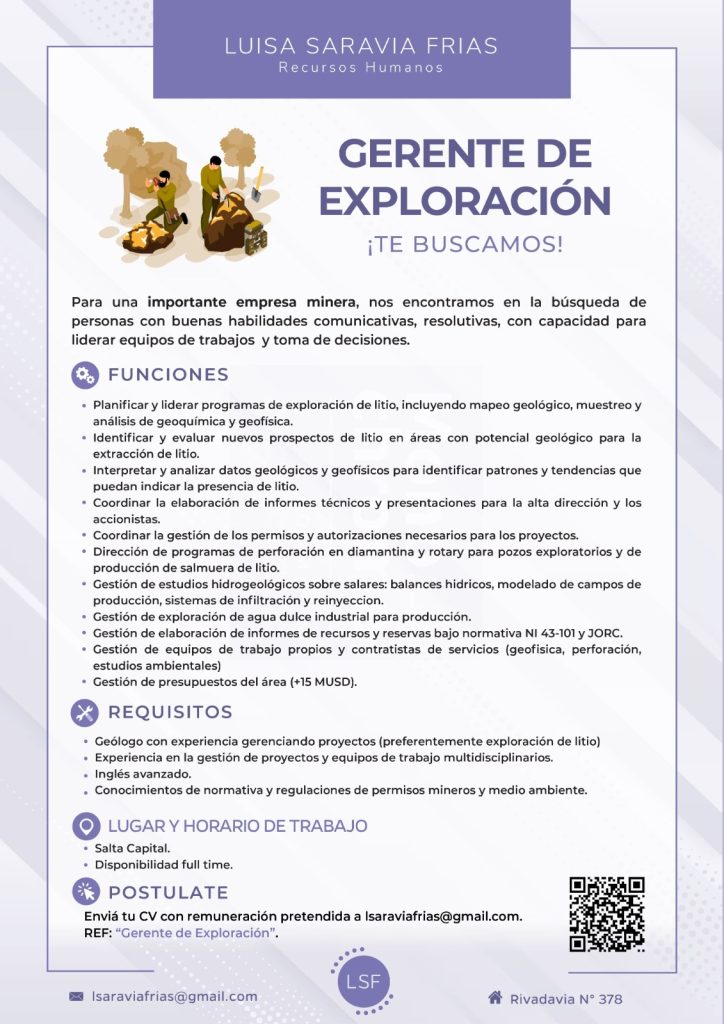 LUISA SARAVIA FRIAS
Recursos Humanos
GERENTE DE
EXPLORACIÓN
¡TE BUSCAMOS!
Para una importante empresa minera, nos encontramos en la búsqueda de
personas con buenas habilidades comunicativas, resolutivas, con capacidad para
liderar equipos de trabajos y toma de decisiones.
FUNCIONES
• Planificar y liderar programas de exploración de litio, incluyendo mapeo geológico, muestreo y
análisis de geoquímica y geofísica.
• Identificar y evaluar nuevos prospectos de litio en áreas con potencial geológico para la
extracción de litio.
• Interpretar y analizar datos geológicos y geofísicos para identificar patrones y tendencias que
puedan indicar la presencia de litio.
• Coordinar la elaboración de informes técnicos y presentaciones para la alta dirección y los
accionistas.
• Coordinar la gestión de los permisos y autorizaciones necesarios para los proyectos.
• Dirección de programas de perforación en diamantina y rotary para pozos exploratorios y de
producción de salmuera de litio.
• Gestión de estudios hidrogeológicos sobre salares: balances hidricos, modelado de campos de
producción, sistemas de infiltración y reinyeccion.
• Gestión de exploración de agua dulce industrial para producción.
• Gestión de elaboración de informes de recursos y reservas bajo normativa NI 43-101 y JORC.
• Gestión de equipos de trabajo propios y contratistas de servicios (geofisica, perforación,
estudios ambientales)
• Gestión de presupuestos del área (+15 MUSD).
REQUISITOS
• Geólogo con experiencia gerenciando proyectos (preferentemente exploración de litio)
• Experiencia en la gestión de proyectos y equipos de trabajo multidisciplinarios.
• Inglés avanzado.
• Conocimientos de normativa y regulaciones de permisos mineros y medio ambiente.
LUGAR Y HORARIO DE TRABAJO
• Salta Capital.
• Disponibilidad full time.
POSTULATE
Enviá tu CV con remuneración pretendida a lsaraviafrias@gmail.com.
REF: “Gerente de Exploración”.
LSF
lsaraviafrias@gmail.com
Rivadavia N° 378